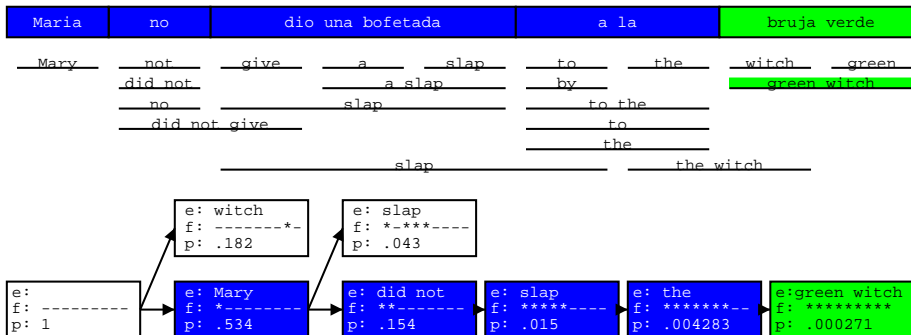 Maria no dio una bofetada a la bruja verde
Mary not give a slap to the witch green
did not a slap by green witch
no slap to the
did not give to
the
slap the witch
e: witch e: slap
f: -------*- f: *-***----
p: .182 p: .043
e: e: Mary e: did not e: slap e: the e:green witch
f: --------- f: *-------- f: **------- f: *****---- f: *******-- f: *********
p: 1 p: .534 p: .154 p: .015 p: .004283 p: .000271